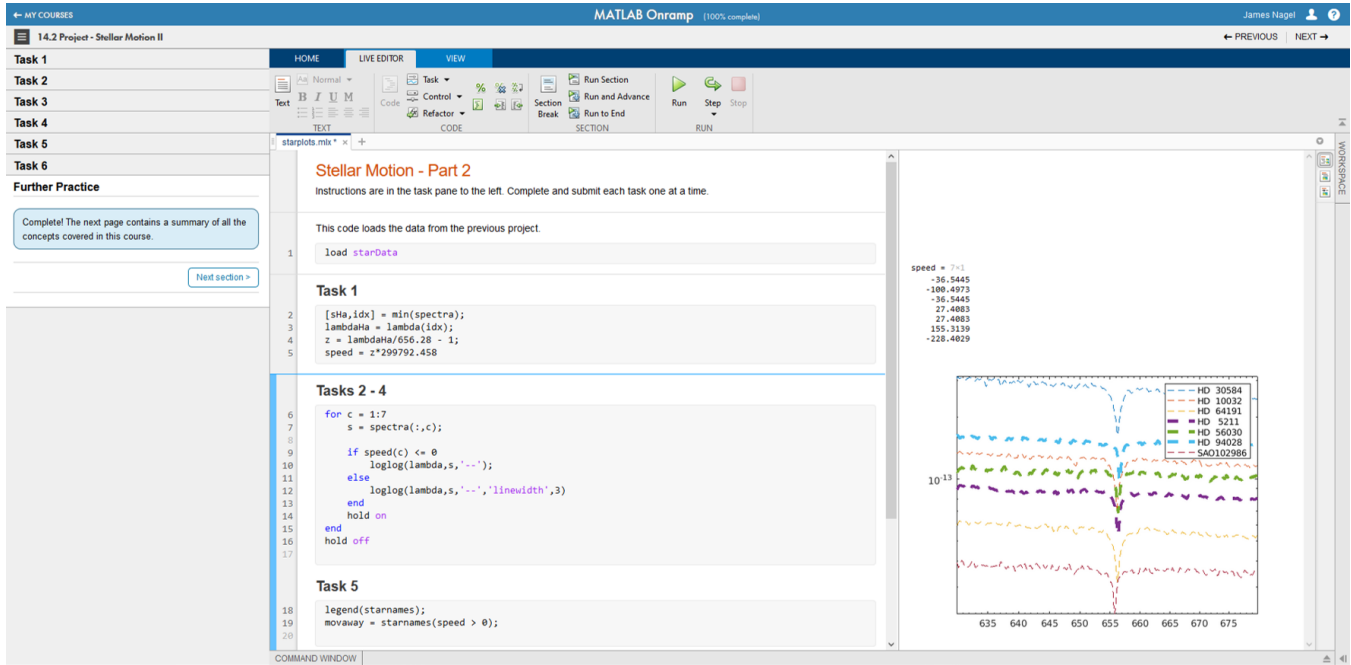 ← MY COURSES
MATLAB Onramp (100% complete)
James Nagel
14.2 Project - Stellar Motion II
← PREVIOUS
NEXT →
Task 1
Task 2
Task 3
Task 4
Task 5
Task 6
Further Practice
Complete! The next page contains a summary of all the
concepts covered in this course.
Next section >
HOME
LIVE EDITOR
VIEW
Text
Aa Normal
B I U M
TEXT
Code
Task
Control
Refactor
CODE
Section
Break
Run Section
Run and Advance
Run to End
SECTION
Run
Step
Stop
RUN
starplots.mlx *
× +
WORKSPACE
Stellar Motion - Part 2
Instructions are in the task pane to the left. Complete and submit each task one at a time.
This code loads the data from the previous project.
1 load starData
Task 1
2 [sHa,idx] = min(spectra);
3 lambdaHa = lambda(idx);
4 z = lambdaHa/656.28 - 1;
5 speed = z*299792.458
Tasks 2 - 4
6 for c = 1:7
7 s = spectra(:,c);
8
9 if speed(c) <= 0
10 loglog(lambda,s,'--');
11 else
12 loglog(lambda,s,'--','linewidth',3)
13 end
14 hold on
15 end
16 hold off
17
Task 5
18 legend(starnames);
19 movaway = starnames(speed > 0);
20
speed = 7×1
-36.5445
-100.4973
-36.5445
27.4083
27.4083
155.3139
-228.4029
HD 30584
HD 10032
HD 64191
HD 5211
HD 56030
HD 94028
SAO102986
10-13
635 640 645 650 655 660 665 670 675
COMMAND WINDOW